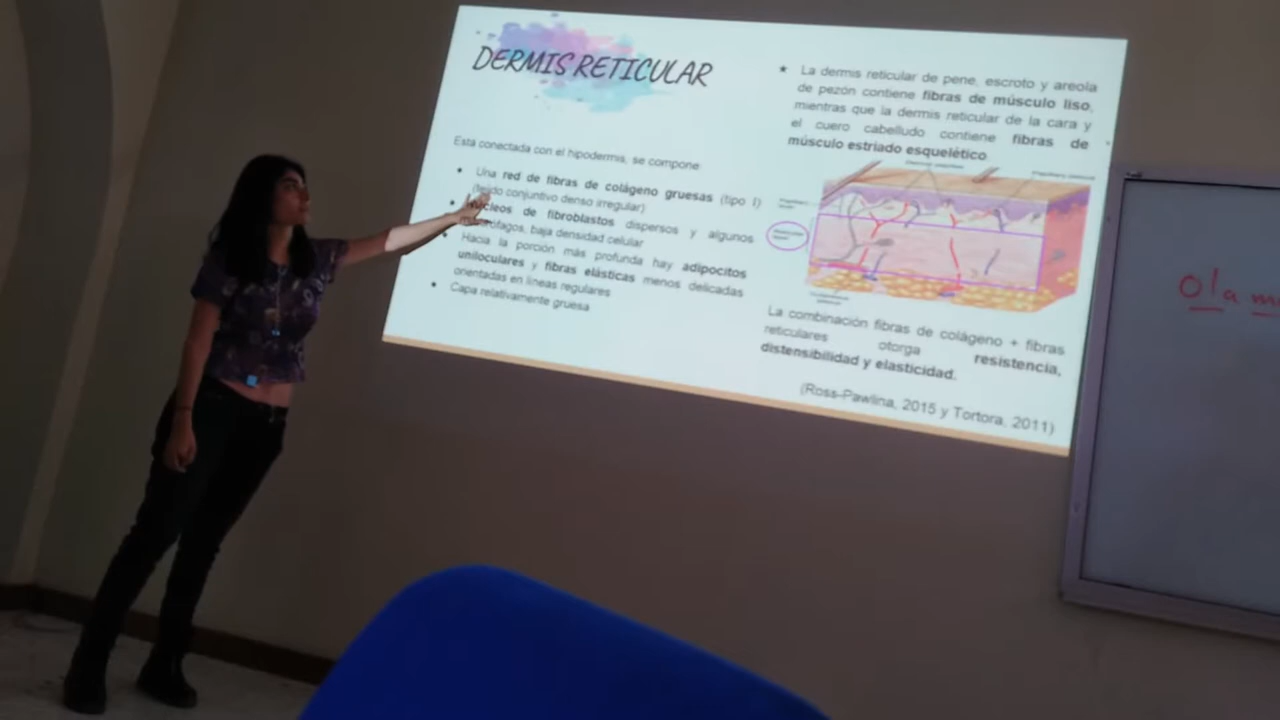 DERMIS RETICULAR
Está conectada con el hipodermis, se compone:
• Una red de fibras de colágeno gruesas (tipo I)
(tejido conjuntivo denso irregular)
• Núcleos de fibroblastos dispersos y algunos
macrófagos, baja densidad celular
• Hacia la porción más profunda hay adipocitos
uniloculares y fibras elásticas menos delicadas
orientadas en líneas regulares
• Capa relativamente gruesa
★ La dermis reticular de pene, escroto y areola
de pezón contiene fibras de músculo liso,
mientras que la dermis reticular de la cara y
el cuero cabelludo contiene fibras de
músculo estriado esquelético.
La combinación fibras de colágeno + fibras
reticulares otorga resistencia,
distensibilidad y elasticidad.
(Ross-Pawlina, 2015 y Tortora, 2011)
Ola